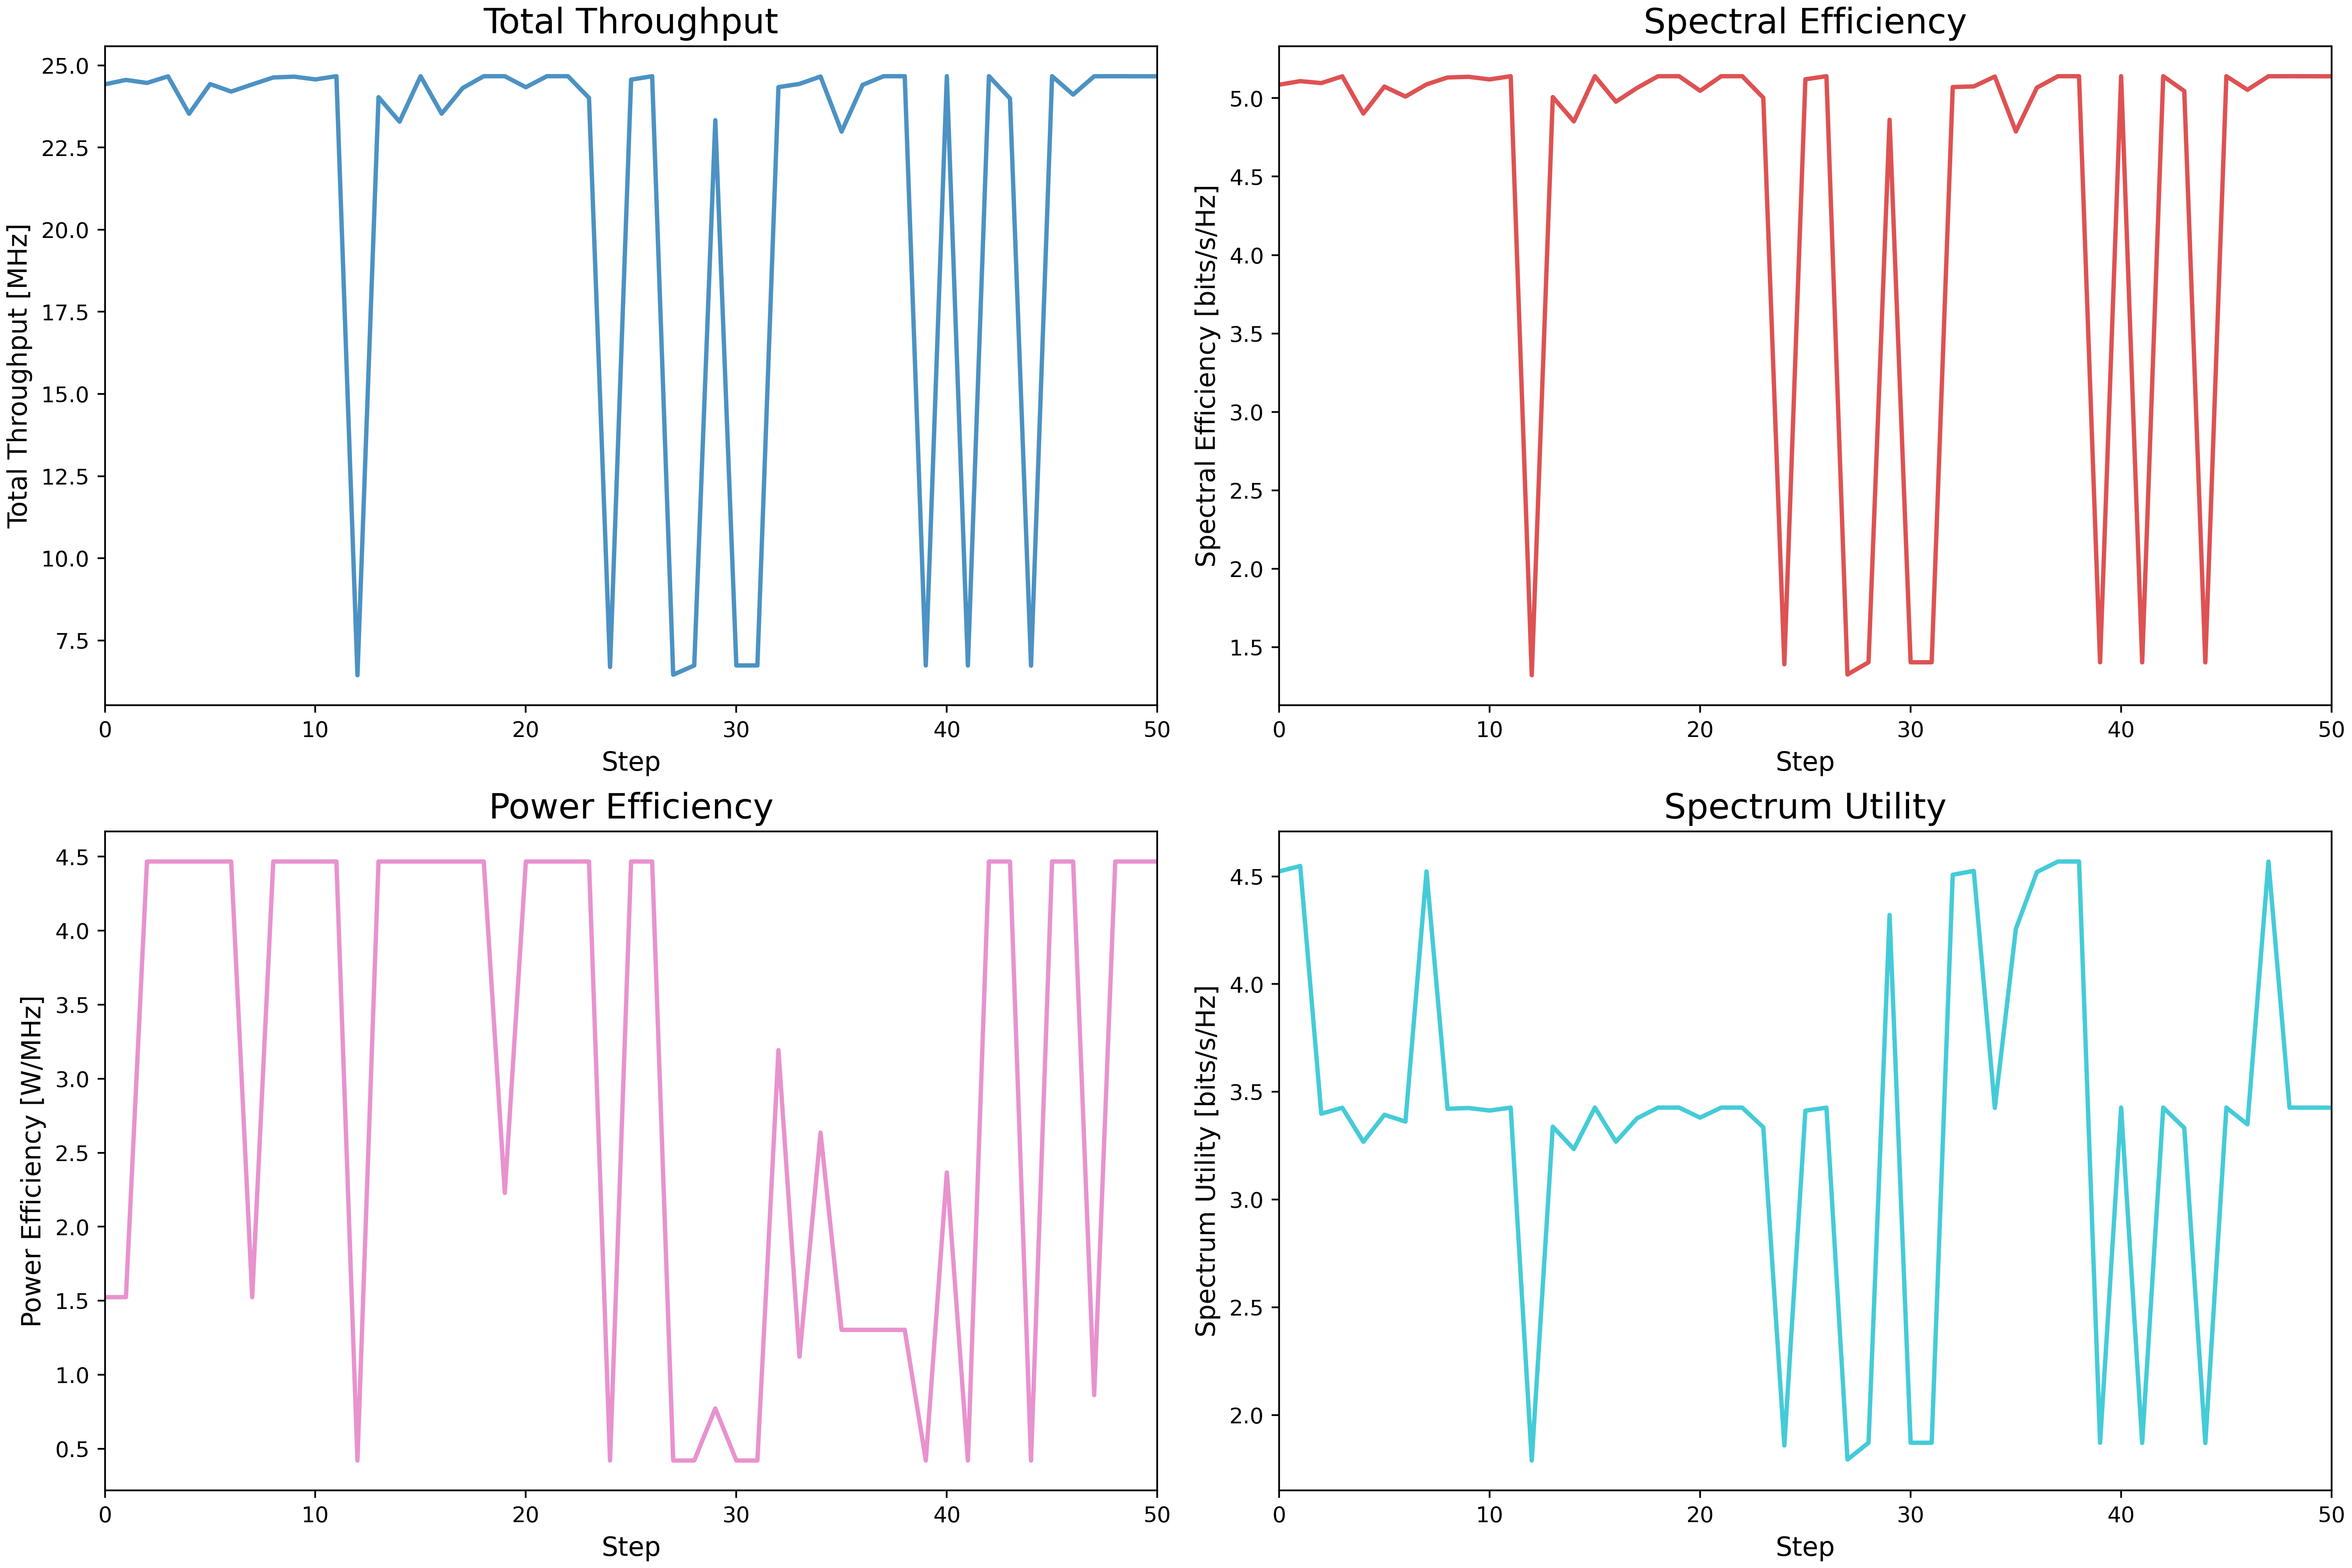 Total Throughput
Total Throughput [MHz]
25.0
22.5
20.0
17.5
15.0
12.5
10.0
7.5
0 10 20 30 40 50
Step
Spectral Efficiency
Spectral Efficiency [bits/s/Hz]
5.0
4.5
4.0
3.5
3.0
2.5
2.0
1.5
0 10 20 30 40 50
Step
Power Efficiency
Power Efficiency [W/MHz]
4.5
4.0
3.5
3.0
2.5
2.0
1.5
1.0
0.5
0 10 20 30 40 50
Step
Spectrum Utility
Spectrum Utility [bits/s/Hz]
4.5
4.0
3.5
3.0
2.5
2.0
0 10 20 30 40 50
Step